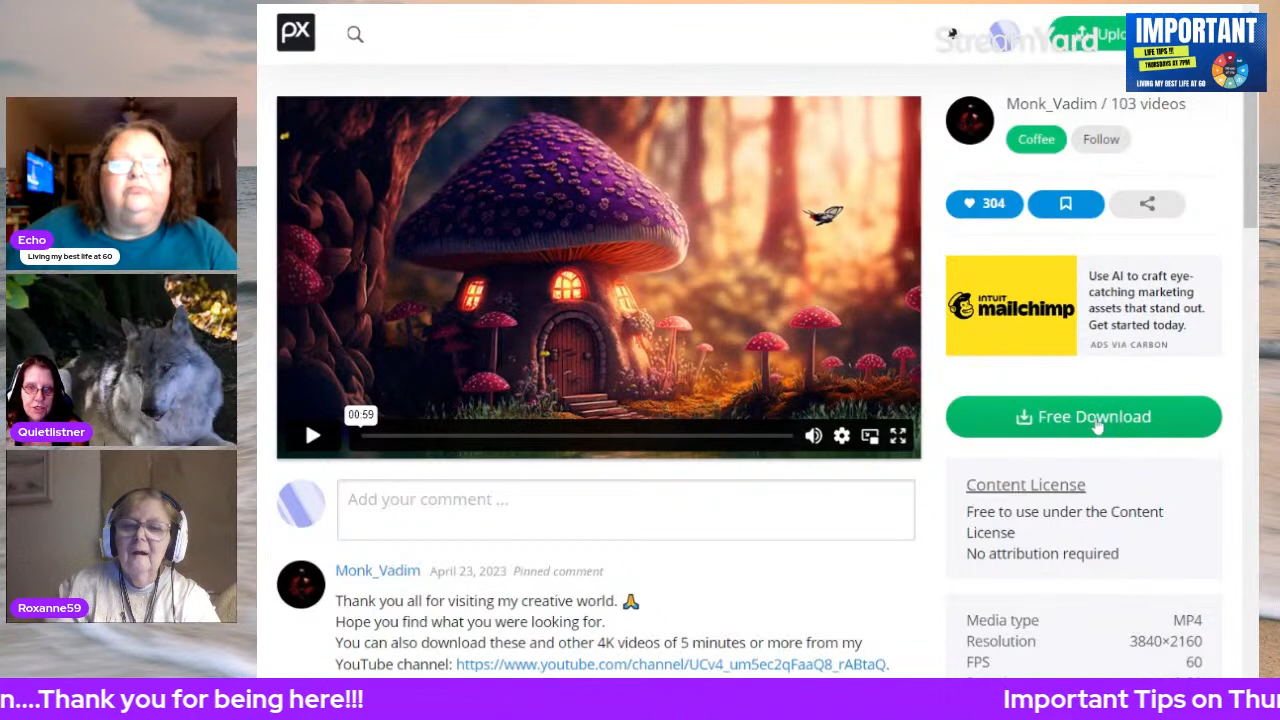 px
StreamYard
Uplo
IMPORTANT
LIFE TIPS !!!
THURSDAYS AT 7PM
LIVING MY BEST LIFE AT 60
Echo
Living my best life at 60
Quietlistner
Roxanne59
00:59
Monk_Vadim / 103 videos
Coffee
Follow
304
INTUIT
mailchimp
Use AI to craft eye-
catching marketing
assets that stand out.
Get started today.
ADS VIA CARBON
Free Download
Content License
Free to use under the Content
License
No attribution required
Media type MP4
Resolution 3840×2160
FPS 60
Add your comment ...
Monk_Vadim April 23, 2023 Pinned comment
Thank you all for visiting my creative world. 🙏
Hope you find what you were looking for.
You can also download these and other 4K videos of 5 minutes or more from my
YouTube channel: https://www.youtube.com/channel/UCv4_um5ec2qFaaQ8_rABtaQ.
n....Thank you for being here!!!
Important Tips on Thur